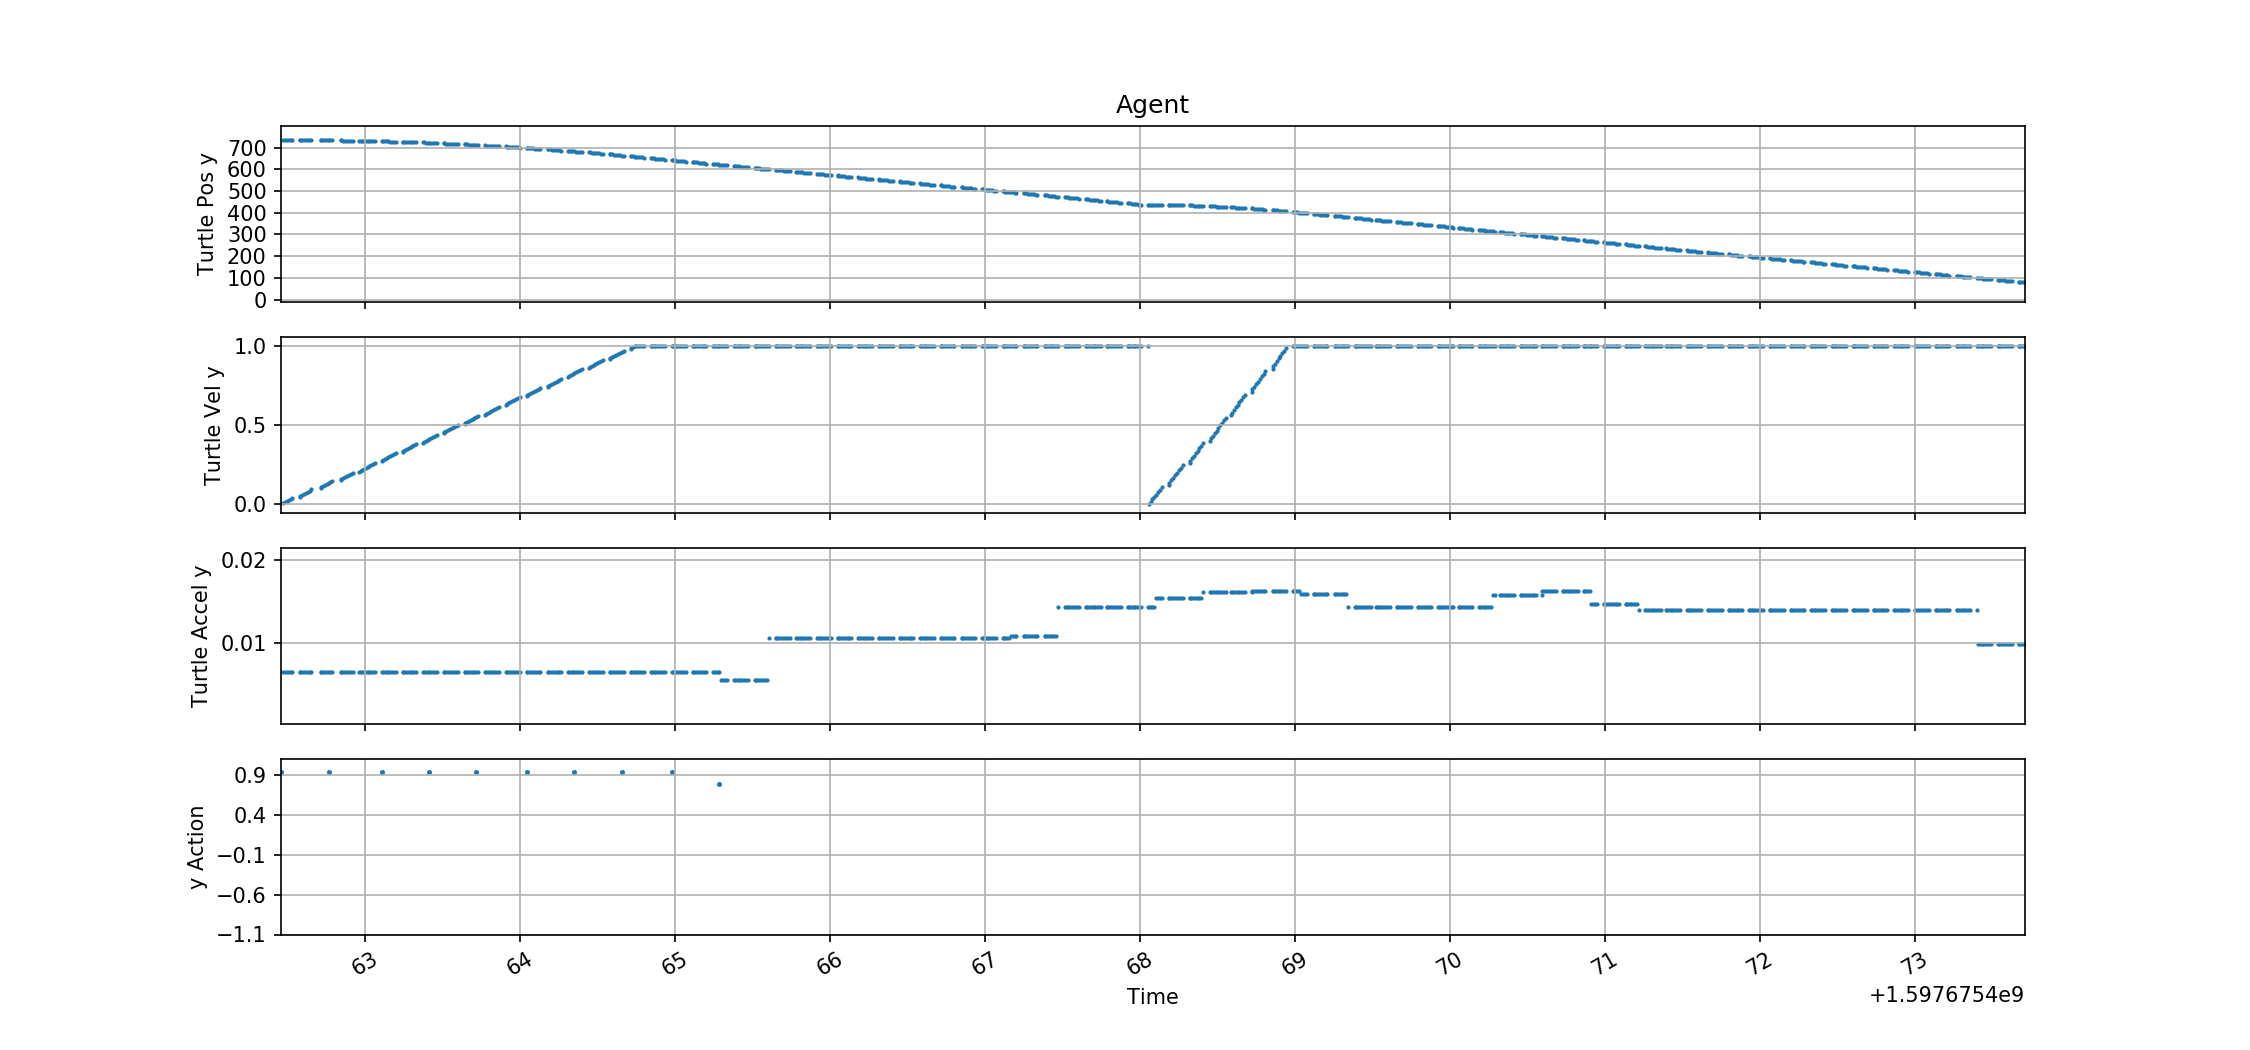 Agent
Turtle Pos y
700
600
500
400
300
200
100
0
Turtle Vel y
1.0
0.5
0.0
Turtle Accel y
0.02
0.01
y Action
0.9
0.4
−0.1
−0.6
−1.1
63 64 65 66 67 68 69 70 71 72 73
Time
+1.5976754e9